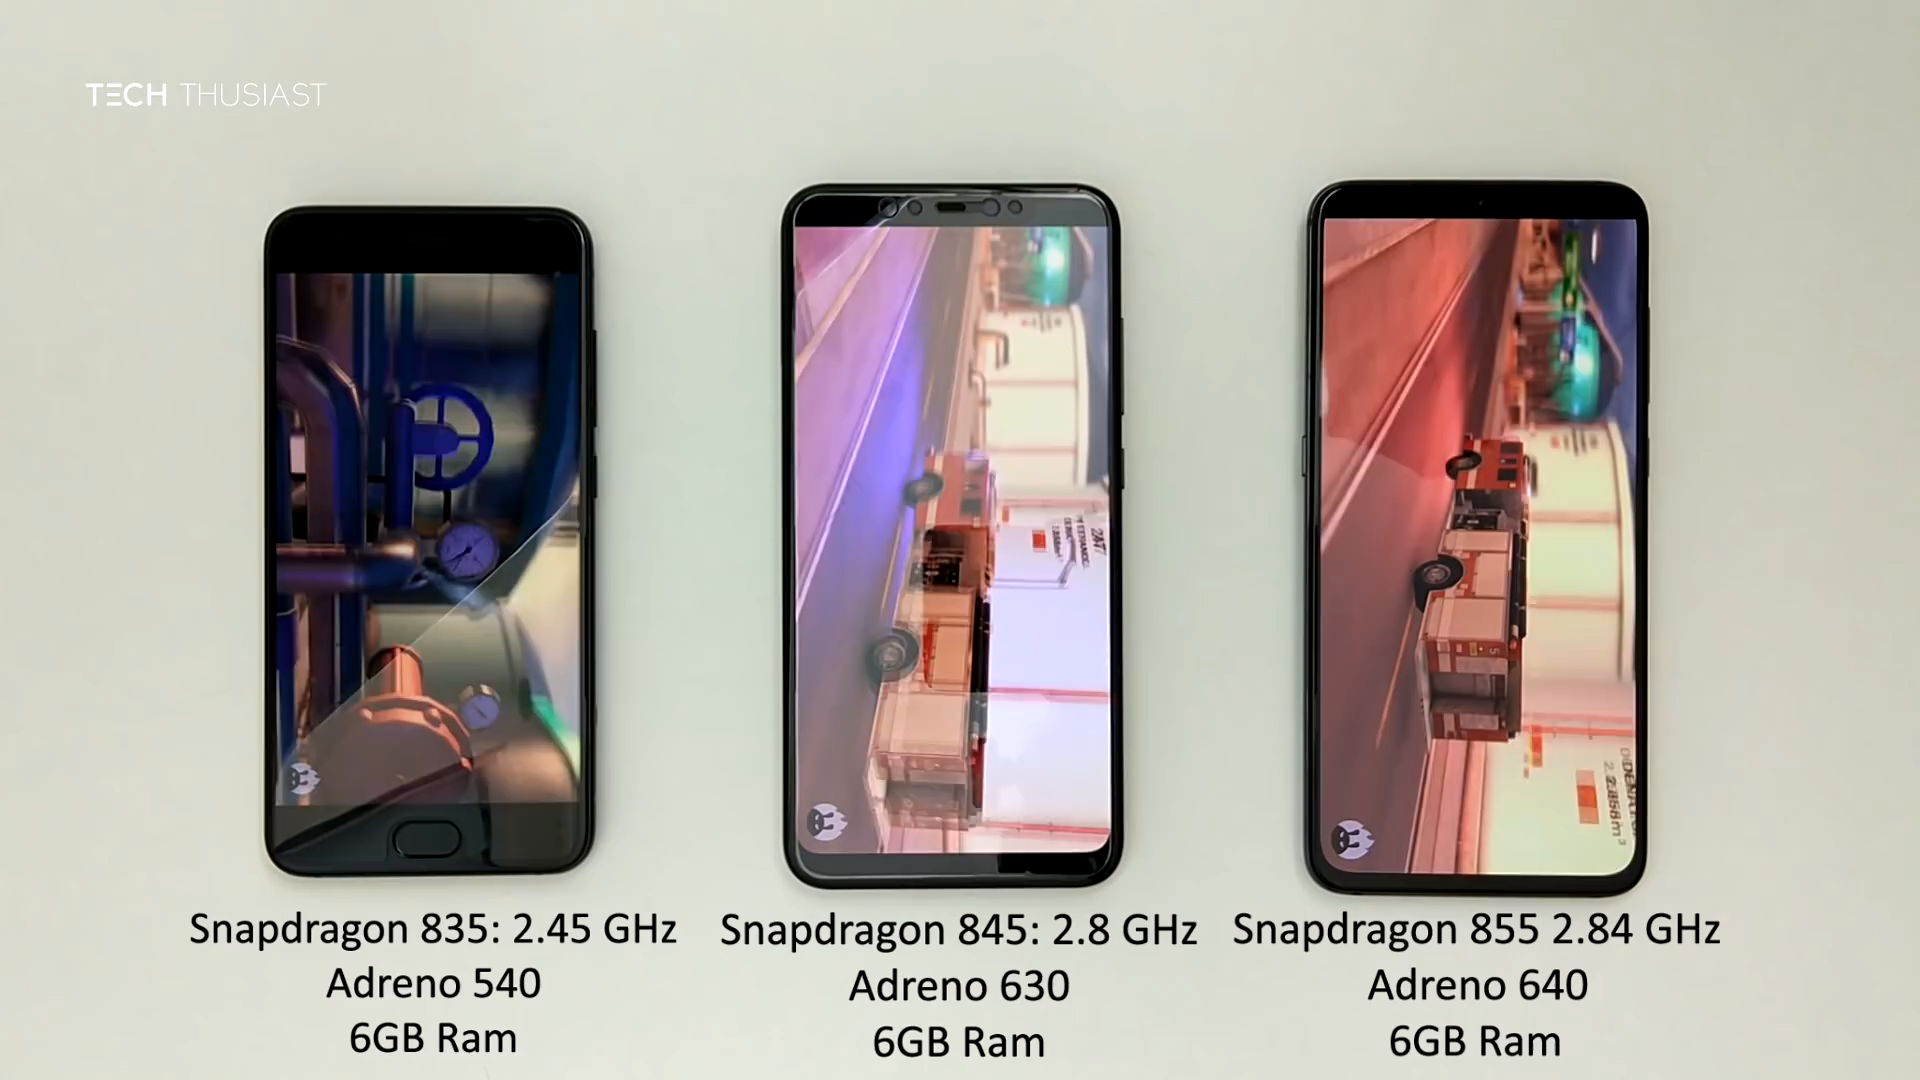 TECH THUSIAST
Snapdragon 835: 2.45 GHz
Adreno 540
6GB Ram
Snapdragon 845: 2.8 GHz
Adreno 630
6GB Ram
Snapdragon 855 2.84 GHz
Adreno 640
6GB Ram